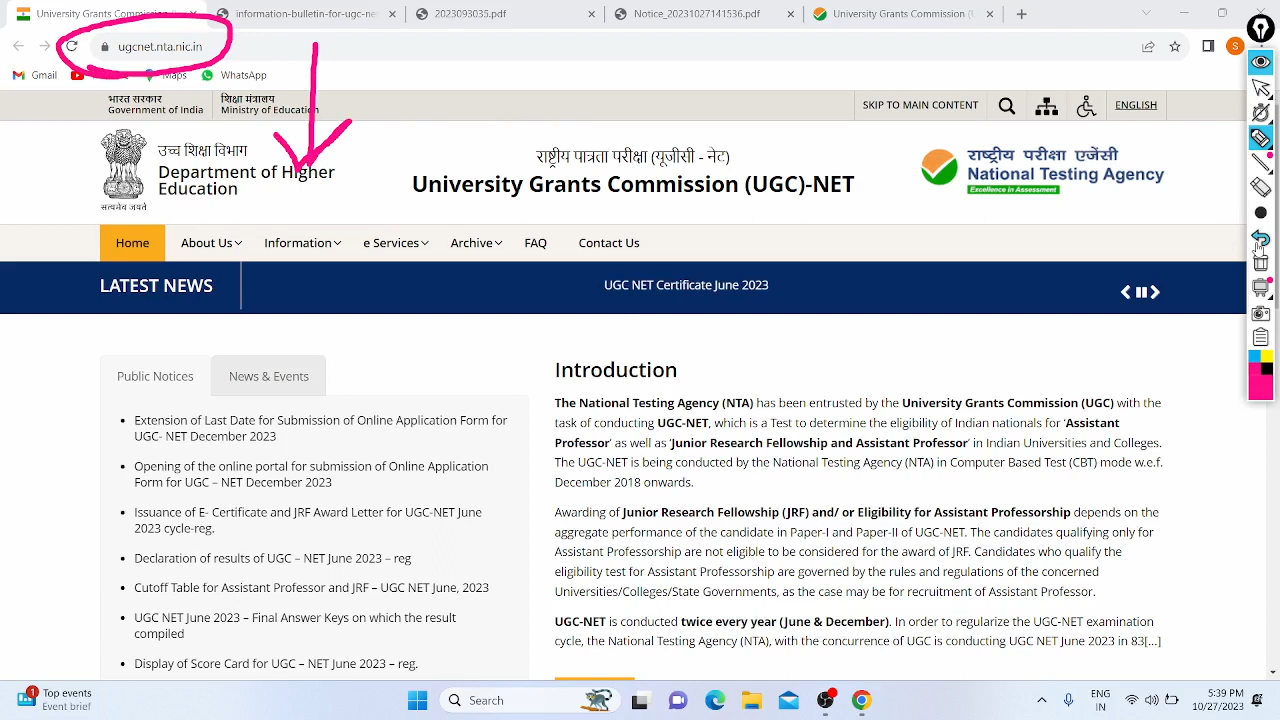 University Grants Commission
informatic-bulletin-for-ug
X
X
.pdf
X
University Grants Commission
X
ugcnet.nta.nic.in
S
Gmail
Maps
WhatsApp
भारत सरकार
Government of India
शिक्षा मंत्रालय
Ministry of Education
SKIP TO MAIN CONTENT
ENGLISH
उच्च शिक्षा विभाग
Department of Higher
Education
सत्यमेव जयते
राष्ट्रीय पात्रता परीक्षा (यूजीसी - नेट)
University Grants Commission (UGC)-NET
राष्ट्रीय परीक्षा एजेंसी
National Testing Agency
Excellence in Assessment
Home
About Us
Information
e Services
Archive
FAQ
Contact Us
LATEST NEWS
UGC NET Certificate June 2023
Public Notices
News & Events
Extension of Last Date for Submission of Online Application Form for
UGC- NET December 2023
Opening of the online portal for submission of Online Application
Form for UGC – NET December 2023
Issuance of E- Certificate and JRF Award Letter for UGC-NET June
2023 cycle-reg.
Declaration of results of UGC – NET June 2023 – reg
Cutoff Table for Assistant Professor and JRF – UGC NET June, 2023
UGC NET June 2023 – Final Answer Keys on which the result
compiled
Display of Score Card for UGC – NET June 2023 – reg.
Introduction
The National Testing Agency (NTA) has been entrusted by the University Grants Commission (UGC) with the
task of conducting UGC-NET, which is a Test to determine the eligibility of Indian nationals for ‘Assistant
Professor’ as well as ‘Junior Research Fellowship and Assistant Professor’ in Indian Universities and Colleges.
The UGC-NET is being conducted by the National Testing Agency (NTA) in Computer Based Test (CBT) mode w.e.f.
December 2018 onwards.
Awarding of Junior Research Fellowship (JRF) and/ or Eligibility for Assistant Professorship depends on the
aggregate performance of the candidate in Paper-I and Paper-II of UGC-NET. The candidates qualifying only for
Assistant Professorship are not eligible to be considered for the award of JRF. Candidates who qualify the
eligibility test for Assistant Professorship are governed by the rules and regulations of the concerned
Universities/Colleges/State Governments, as the case may be for recruitment of Assistant Professor.
UGC-NET is conducted twice every year (June & December). In order to regularize the UGC-NET examination
cycle, the National Testing Agency (NTA), with the concurrence of UGC is conducting UGC NET June 2023 in 83[...]
1
Top events
Event brief
Search
ENG
IN
5:39 PM
10/27/2023